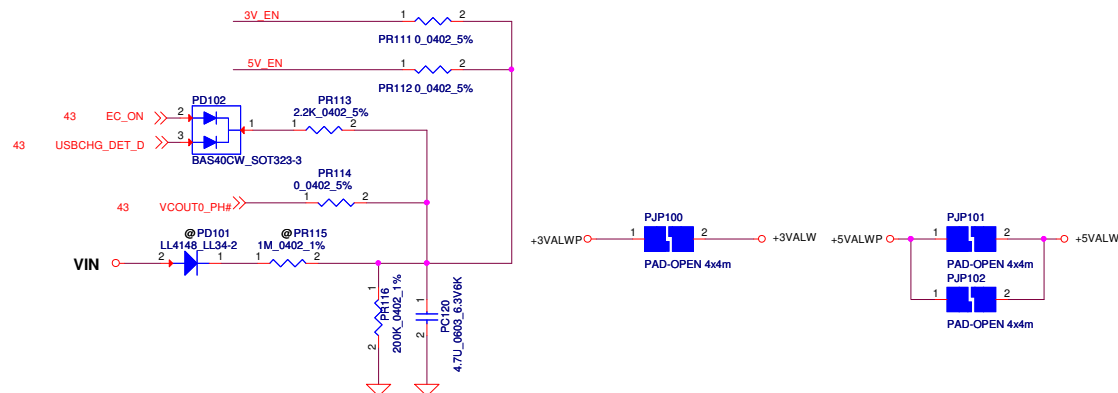 3V_EN
1
2
PR111 0_0402_5%
5V_EN
1
2
PR112 0_0402_5%
PD102
43 EC_ON
2
43 USBCHG_DET_D
3
1
BAS40CW_SOT323-3
PR113
2.2K_0402_5%
1
2
PR114
0_0402_5%
43 VCOUT0_PH#
1
2
@PD101
LL4148_LL34-2
VIN
2
1
@PR115
1M_0402_1%
1
2
1
PR116
200K_0402_1%
2
1
PC120
4.7U_0603_6.3V6K
2
PJP100
+3VALWP
1
2
+3VALW
PAD-OPEN 4x4m
PJP101
+5VALWP
1
2
+5VALW
PAD-OPEN 4x4m
PJP102
1
2
PAD-OPEN 4x4m